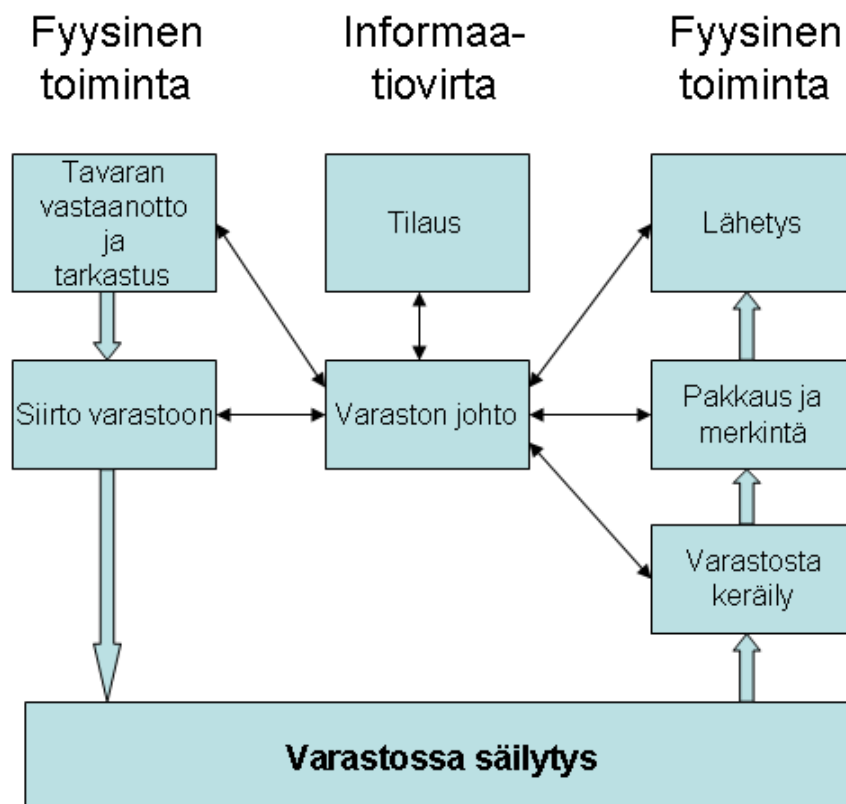 Fyysinen
toiminta
Informaa-
tiovirta
Fyysinen
toiminta
Tavaran
vastaanotto
ja
tarkastus
Tilaus
Lähetys
Siirto varastoon
Varaston johto
Pakkaus ja
merkintä
Varastosta
keräily
Varastossa säilytys